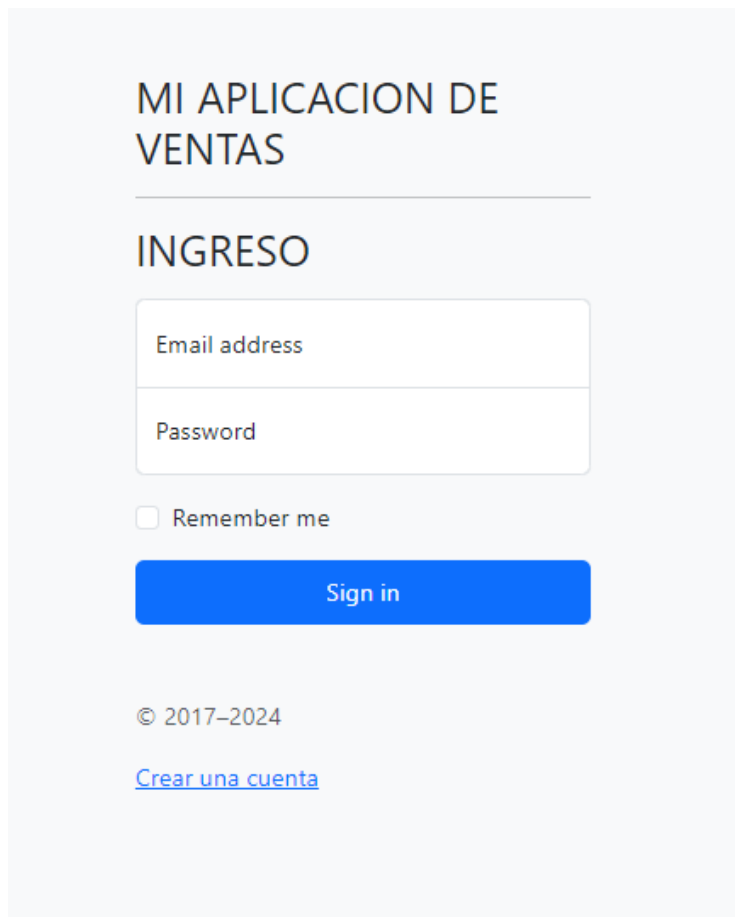 MI APLICACION DE
VENTAS
INGRESO
Email address
Password
Remember me
Sign in
© 2017–2024
Crear una cuenta